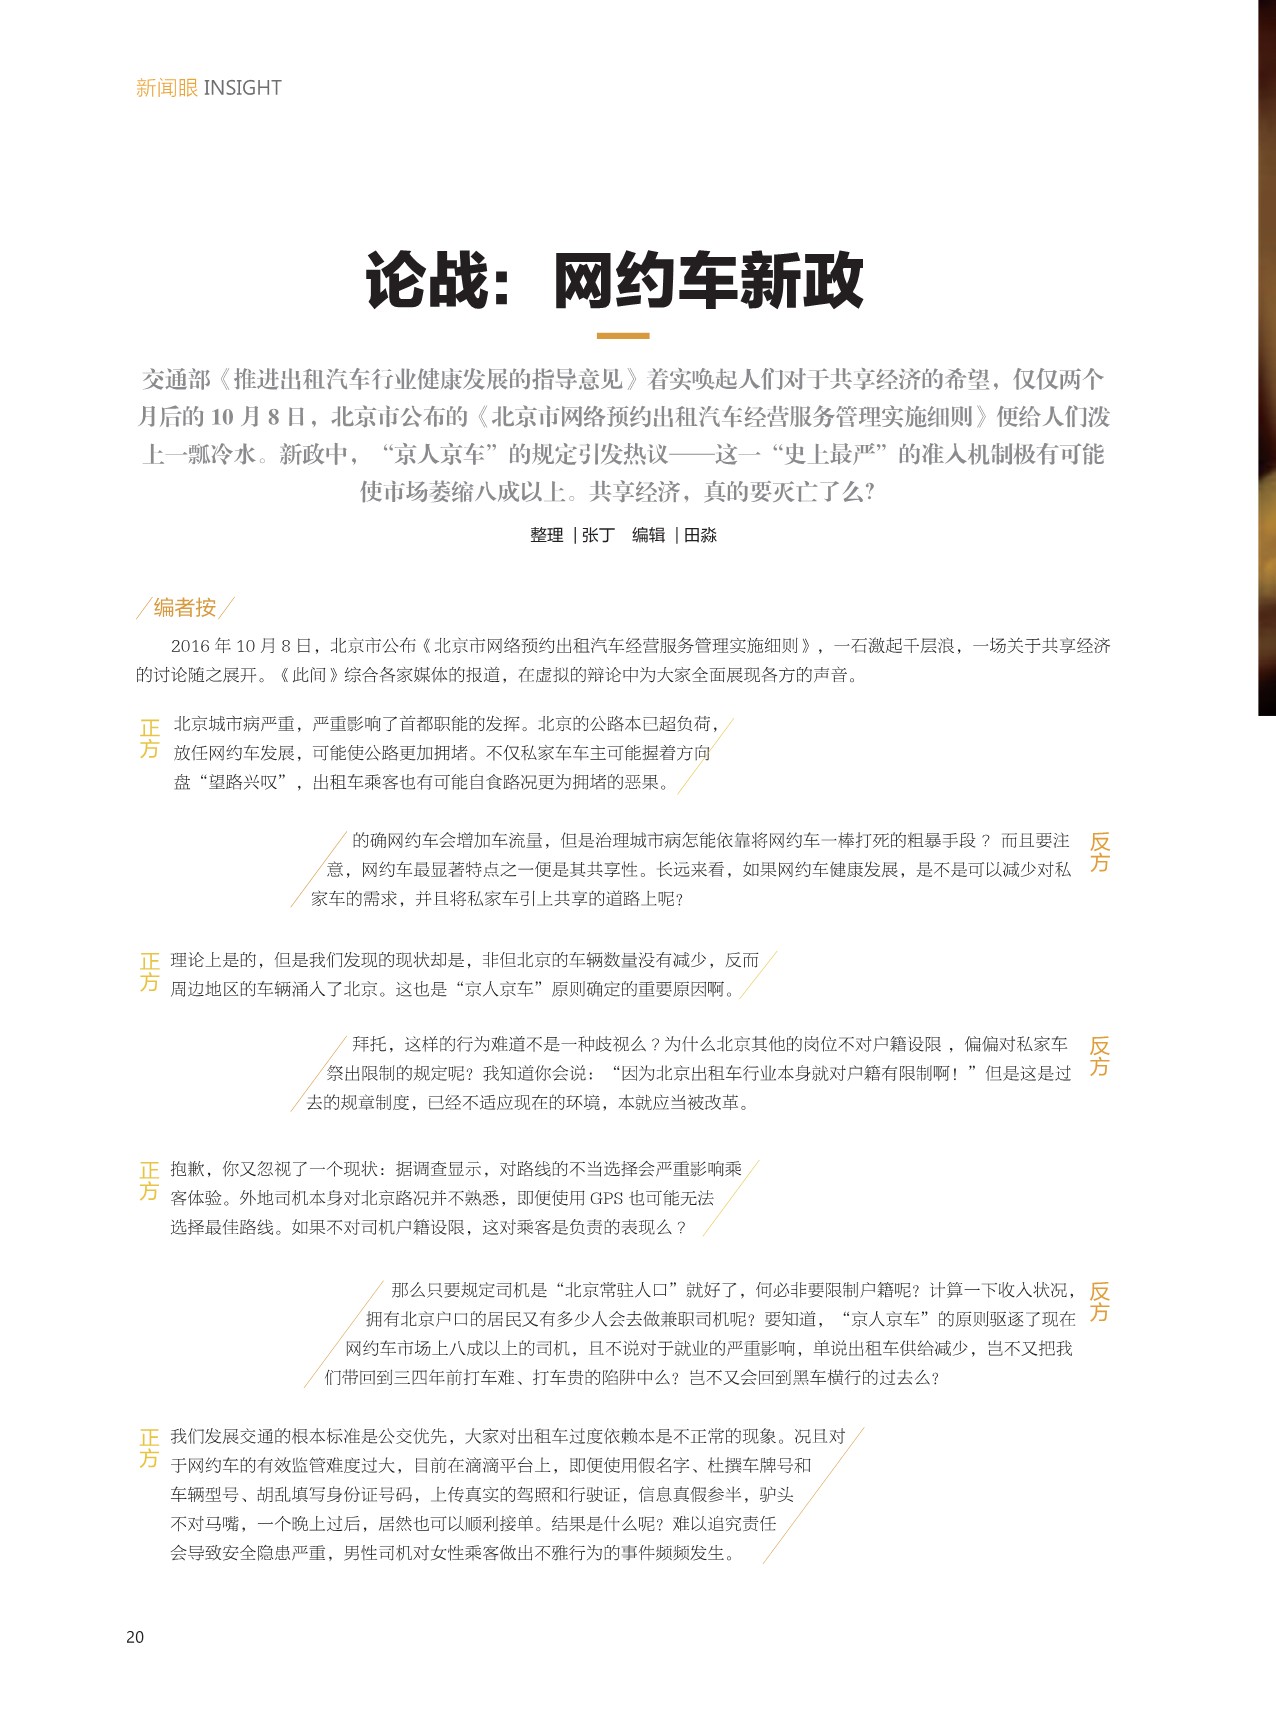 新闻眼 INSIGHT
论战：网约车新政
交通部《推进出租汽车行业健康发展的指导意见》着实唤起人们对于共享经济的希望，仅仅两个
月后的 10 月 8 日，北京市公布的《北京市网络预约出租汽车经营服务管理实施细则》便给人们泼
上一瓢冷水。新政中，“京人京车”的规定引发热议——这一“史上最严”的准入机制极有可能
使市场萎缩八成以上。共享经济，真的要灭亡了么？
整理 | 张丁 编辑 | 田淼
编者按
2016 年 10 月 8 日，北京市公布《北京市网络预约出租汽车经营服务管理实施细则》，一石激起千层浪，一场关于共享经济
的讨论随之展开。《此间》综合各家媒体的报道，在虚拟的辩论中为大家全面展现各方的声音。
正方
北京城市病严重，严重影响了首都职能的发挥。北京的公路本已超负荷，
放任网约车发展，可能使公路更加拥堵。不仅私家车车主可能握着方向
盘“望路兴叹”，出租车乘客也有可能自食路况更为拥堵的恶果。
反方
的确网约车会增加车流量，但是治理城市病怎能依靠将网约车一棒打死的粗暴手段？而且要注
意，网约车最显著特点之一便是其共享性。长远来看，如果网约车健康发展，是不是可以减少对私
家车的需求，并且将私家车引上共享的道路上呢？
正方
理论上是的，但是我们发现的现状却是，非但北京的车辆数量没有减少，反而
周边地区的车辆涌入了北京。这也是“京人京车”原则确定的重要原因啊。
反方
拜托，这样的行为难道不是一种歧视么？为什么北京其他的岗位不对户籍设限，偏偏对私家车
祭出限制的规定呢？我知道你会说：“因为北京出租车行业本身就对户籍有限制啊！”但是这是过
去的规章制度，已经不适应现在的环境，本就应当被改革。
正方
抱歉，你又忽视了一个现状：据调查显示，对路线的不当选择会严重影响乘
客体验。外地司机本身对北京路况并不熟悉，即便使用 GPS 也可能无法
选择最佳路线。如果不对司机户籍设限，这对乘客是负责的表现么？
反方
那么只要规定司机是“北京常驻人口”就好了，何必非要限制户籍呢？计算一下收入状况，
拥有北京户口的居民又有多少人会去做兼职司机呢？要知道，“京人京车”的原则驱逐了现在
网约车市场上八成以上的司机，且不说对于就业的严重影响，单说出租车供给减少，岂不又把我
们带回到三四年前打车难、打车贵的陷阱中么？岂不又会回到黑车横行的过去么？
正方
我们发展交通的根本标准是公交优先，大家对出租车过度依赖本是不正常的现象。况且对
于网约车的有效监管难度过大，目前在滴滴平台上，即便使用假名字、杜撰车牌号和
车辆型号、胡乱填写身份证号码，上传真实的驾照和行驶证，信息真假参半，驴头
不对马嘴，一个晚上过后，居然也可以顺利接单。结果是什么呢？难以追究责任
会导致安全隐患严重，男性司机对女性乘客做出不雅行为的事件频频发生。
20